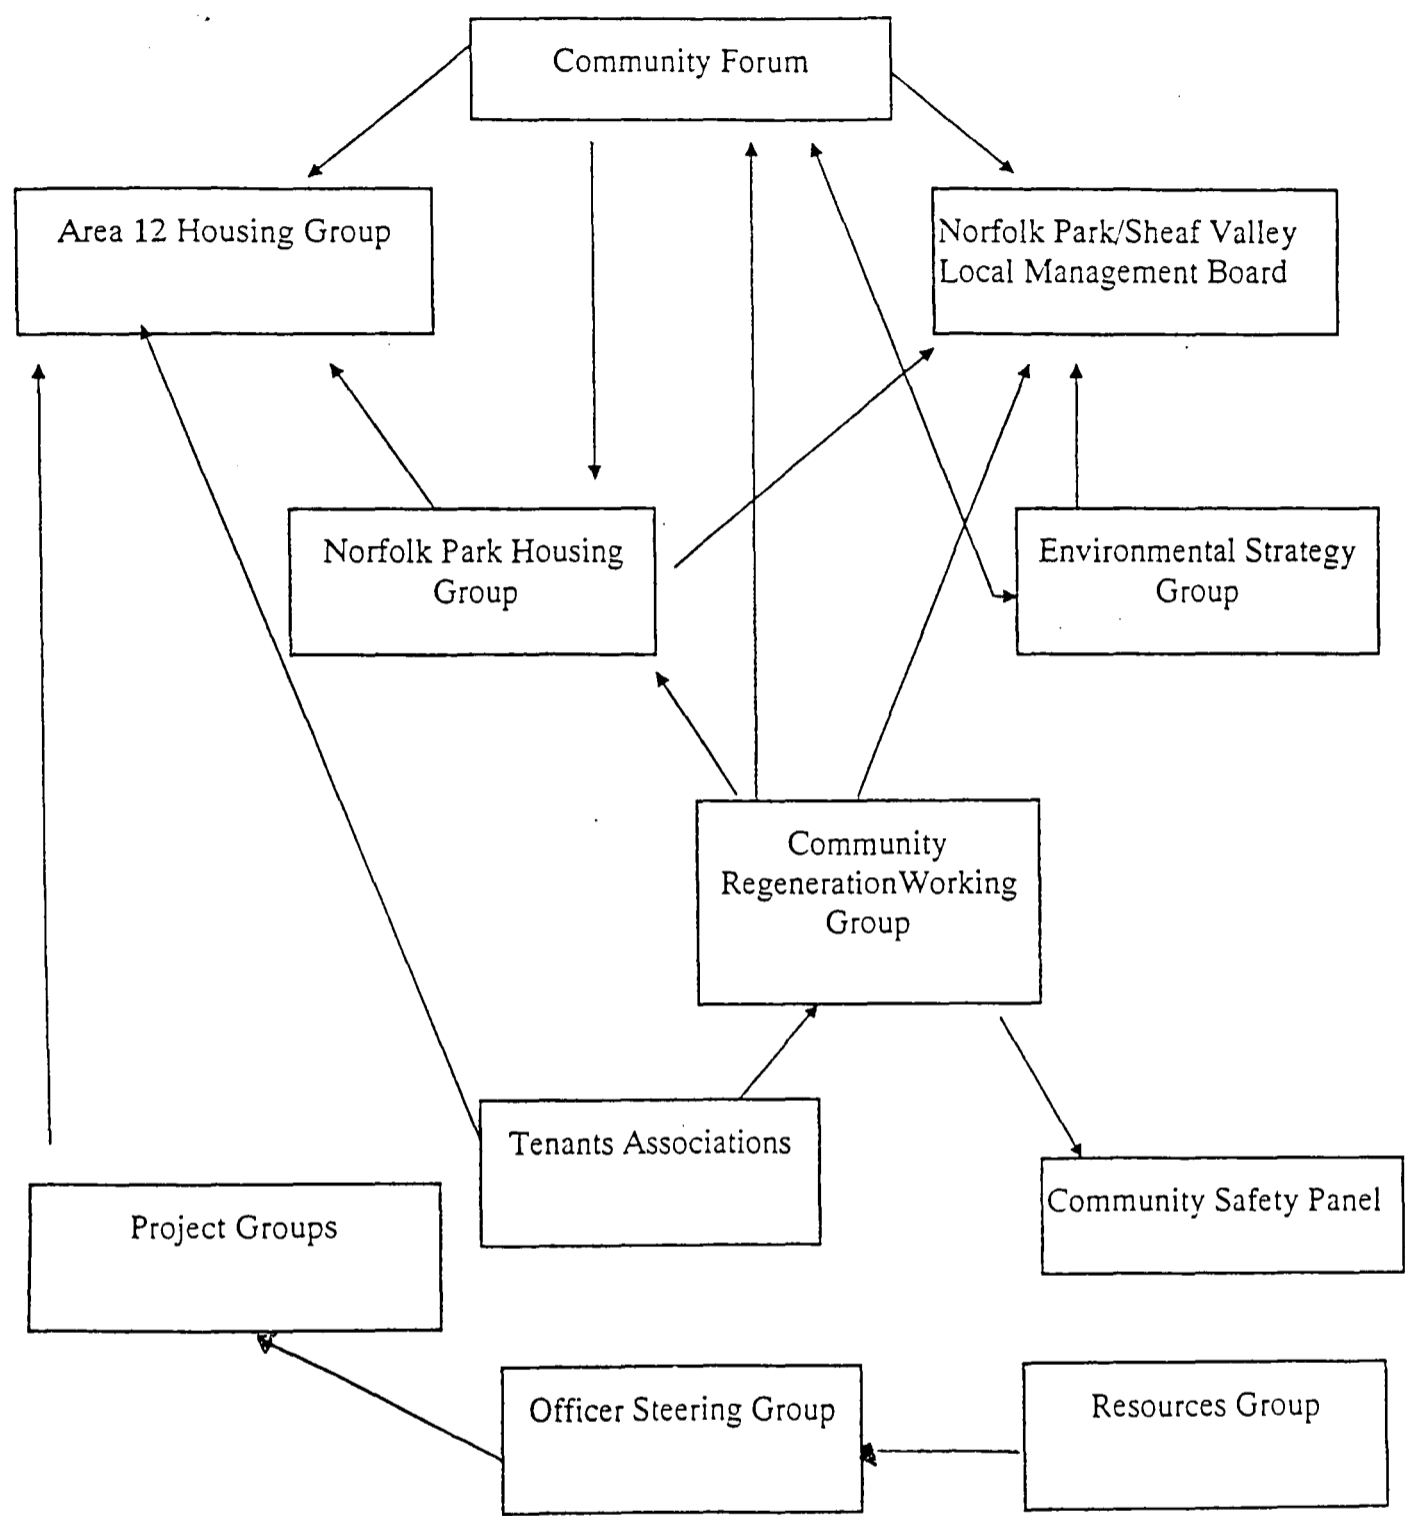 Community Forum
Area 12 Housing Group
Norfolk Park/Sheaf Valley
Local Management Board
Norfolk Park Housing
Group
Environmental Strategy
Group
Community
RegenerationWorking
Group
Tenants Associations
Community Safety Panel
Project Groups
Officer Steering Group
Resources Group